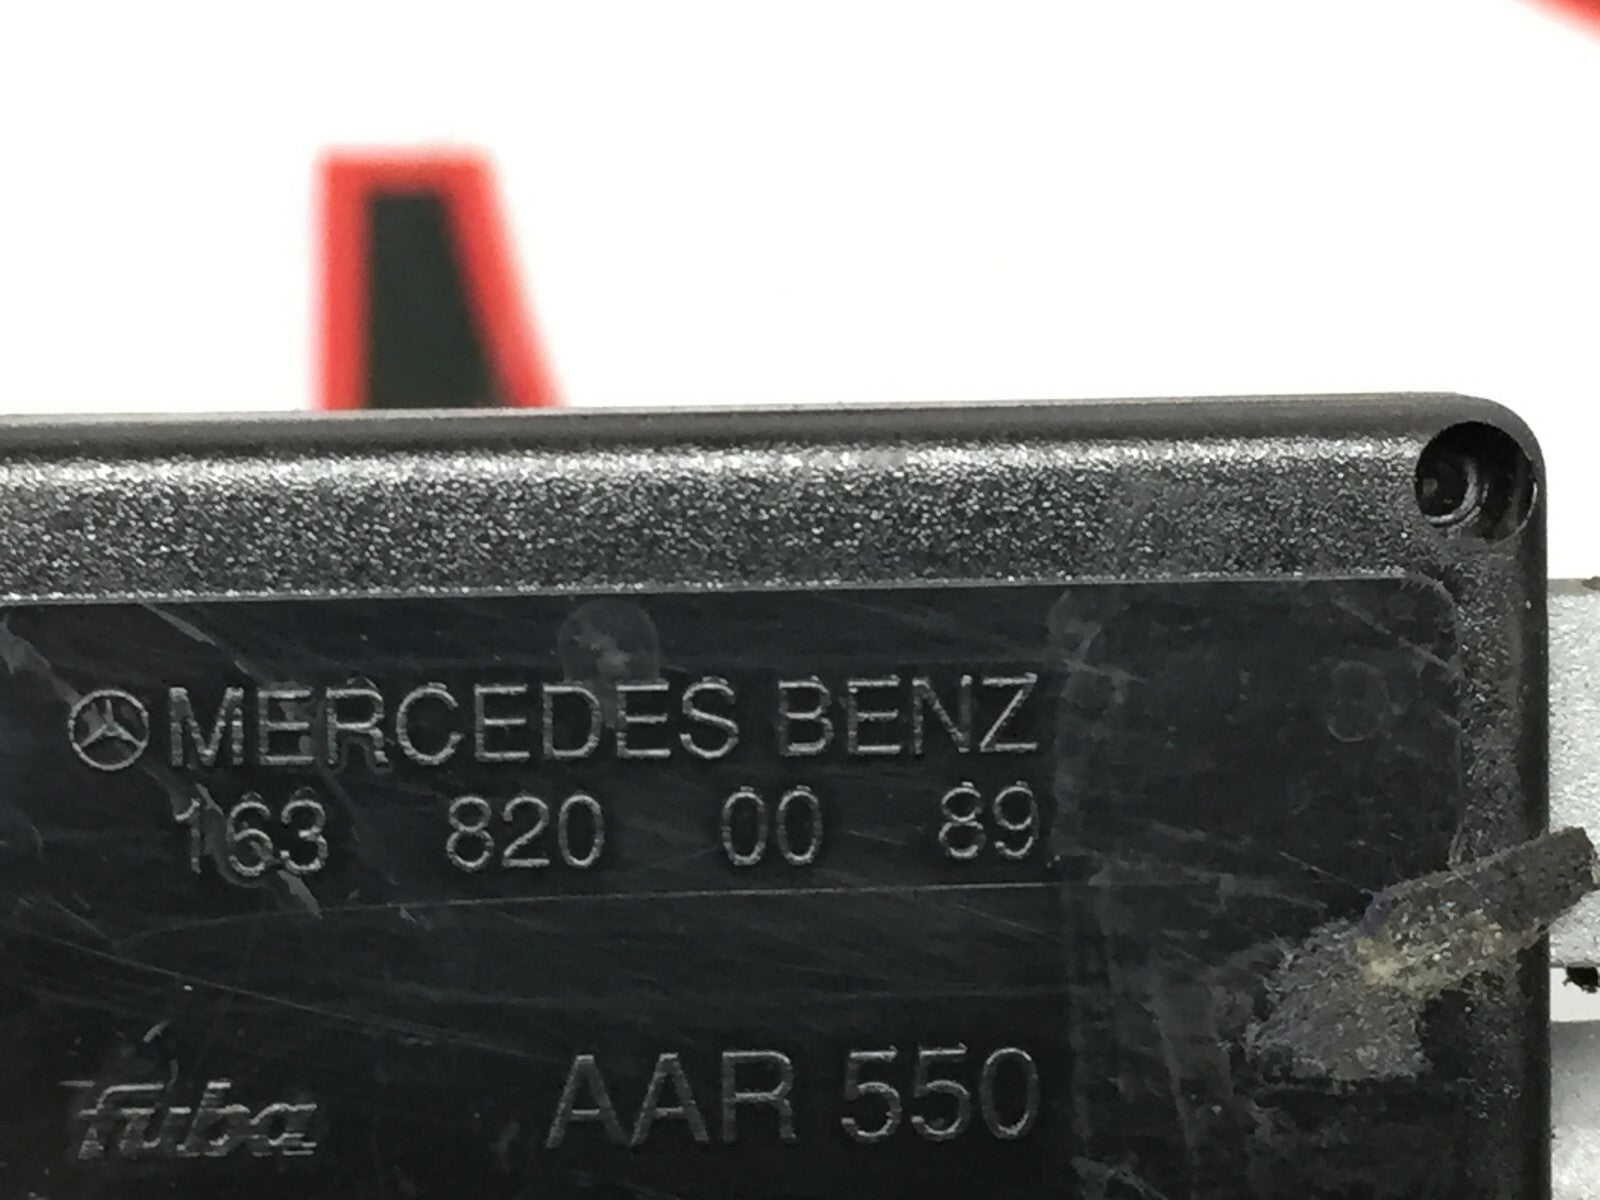 MERCEDES BENZ
163 820 00 89
fuba AAR 550